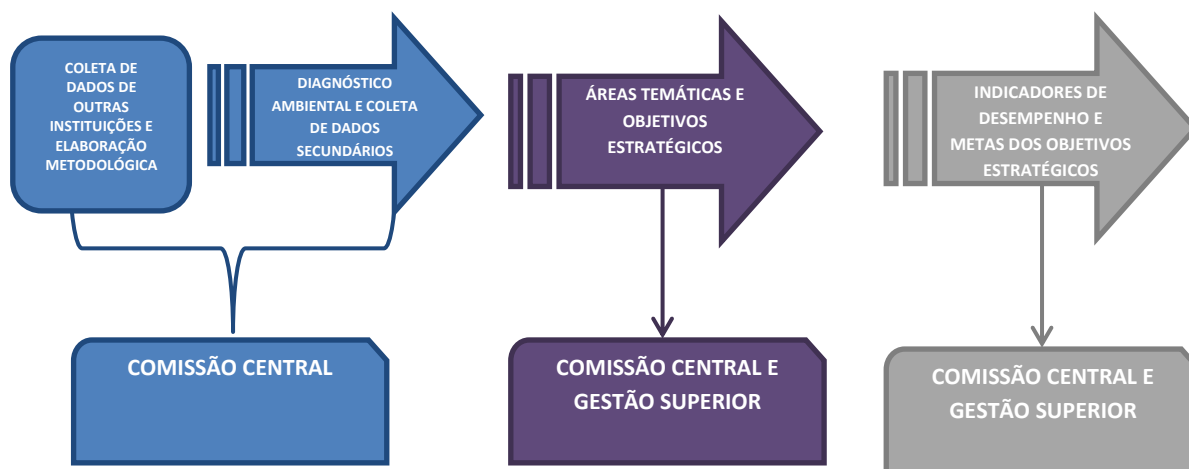 COLETA DE
DADOS DE
OUTRAS
INSTITUIÇÕES E
ELABORAÇÃO
METODOLÓGICA
DIAGNÓSTICO
AMBIENTAL E COLETA
DE DADOS
SECUNDÁRIOS
ÁREAS TEMÁTICAS E
OBJETIVOS
ESTRATÉGICOS
INDICADORES DE
DESEMPENHO E
METAS DOS OBJETIVOS
ESTRATÉGICOS
COMISSÃO CENTRAL
COMISSÃO CENTRAL E
GESTÃO SUPERIOR
COMISSÃO CENTRAL E
GESTÃO SUPERIOR